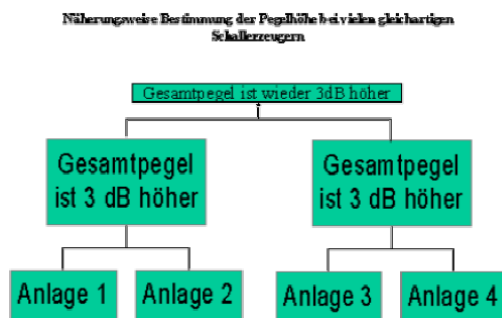 Näherungsweise Bestimmung der Pegelhöhe bei vielen gleichartigen
Schallerzeugern
Gesamtpegel ist wieder 3dB höher
Gesamtpegel
ist 3 dB höher
Gesamtpegel
ist 3 dB höher
Anlage 1
Anlage 2
Anlage 3
Anlage 4